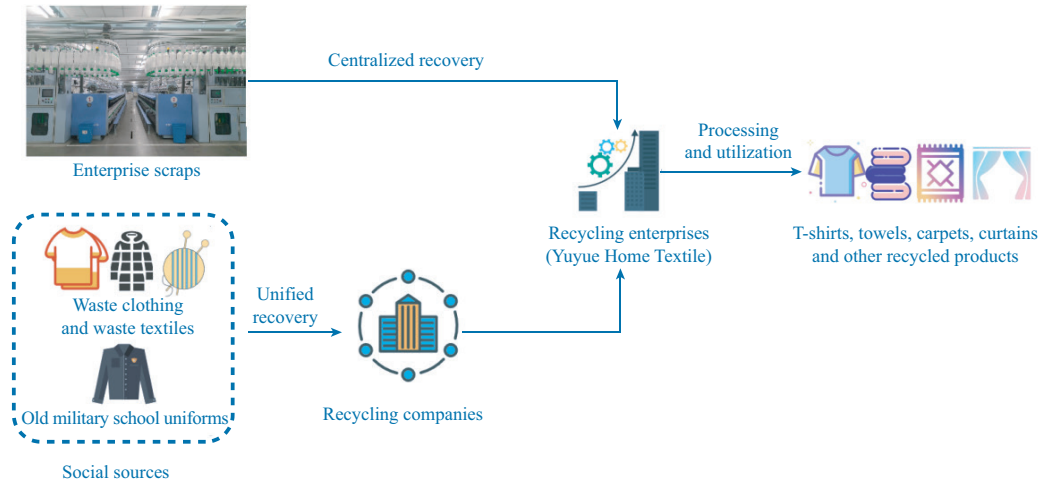 Centralized recovery
Enterprise scraps
Processing
and utilization
Recycling enterprises
(Yuyue Home Textile)
T-shirts, towels, carpets, curtains
and other recycled products
Waste clothing
and waste textiles
Unified
recovery
Old military school uniforms
Recycling companies
Social sources